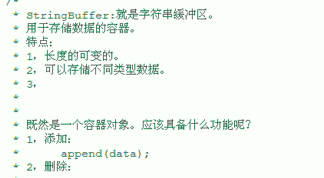 /*
* StringBuffer:就是字符串缓冲区。
* 用于存储数据的容器。
* 特点:
* 1,长度的可变的。
* 2,可以存储不同类型数据。
* 3,
*
*
* 既然是一个容器对象。应该具备什么功能呢?
* 1,添加:
* append(data);
* 2,删除:
*